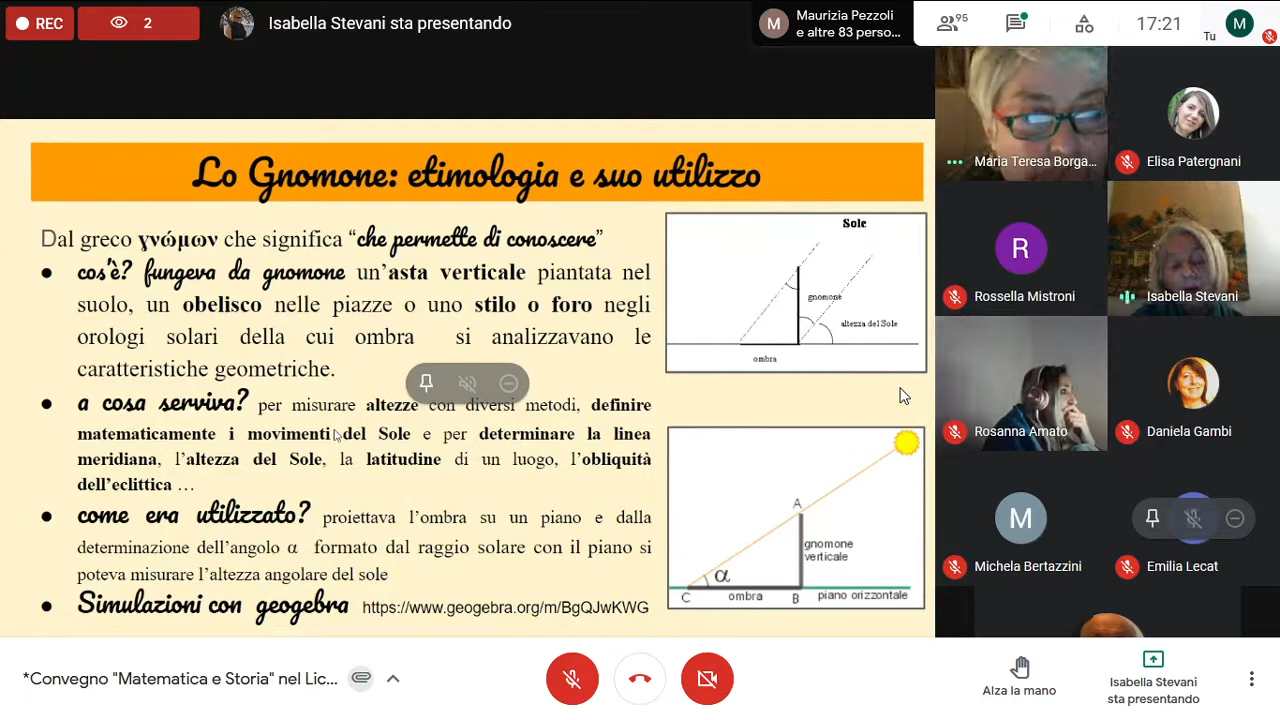 REC
2
Isabella Stevani sta presentando
M
Maurizia Pezzoli
e altre 83 perso...
95
17:21
Tu
M
Lo Gnomone: etimologia e suo utilizzo
Dal greco γνώμων che significa “che permette di conoscere”
● cos'è? fungeva da gnomone un’asta verticale piantata nel
suolo, un obelisco nelle piazze o uno stilo o foro negli
orologi solari della cui ombra si analizzavano le
caratteristiche geometriche.
● a cosa serviva? per misurare altezze con diversi metodi, definire
matematicamente i movimenti del Sole e per determinare la linea
meridiana, l’altezza del Sole, la latitudine di un luogo, l’obliquità
dell’eclittica …
● come era utilizzato? proiettava l’ombra su un piano e dalla
determinazione dell’angolo α formato dal raggio solare con il piano si
poteva misurare l’altezza angolare del sole
● Simulazioni con geogebra https://www.geogebra.org/m/BgQJwKWG
Sole
gnomone
altezza del Sole
ombra
A
gnomone
verticale
α
C
ombra
B
piano orizzontale
Maria Teresa Borga...
Elisa Patergnani
R
Rossella Mistroni
Isabella Stevani
Rosanna Amato
Daniela Gambi
M
Michela Bertazzini
Emilia Lecat
*Convegno "Matematica e Storia" nel Lic...
Alza la mano
Isabella Stevani
sta presentando